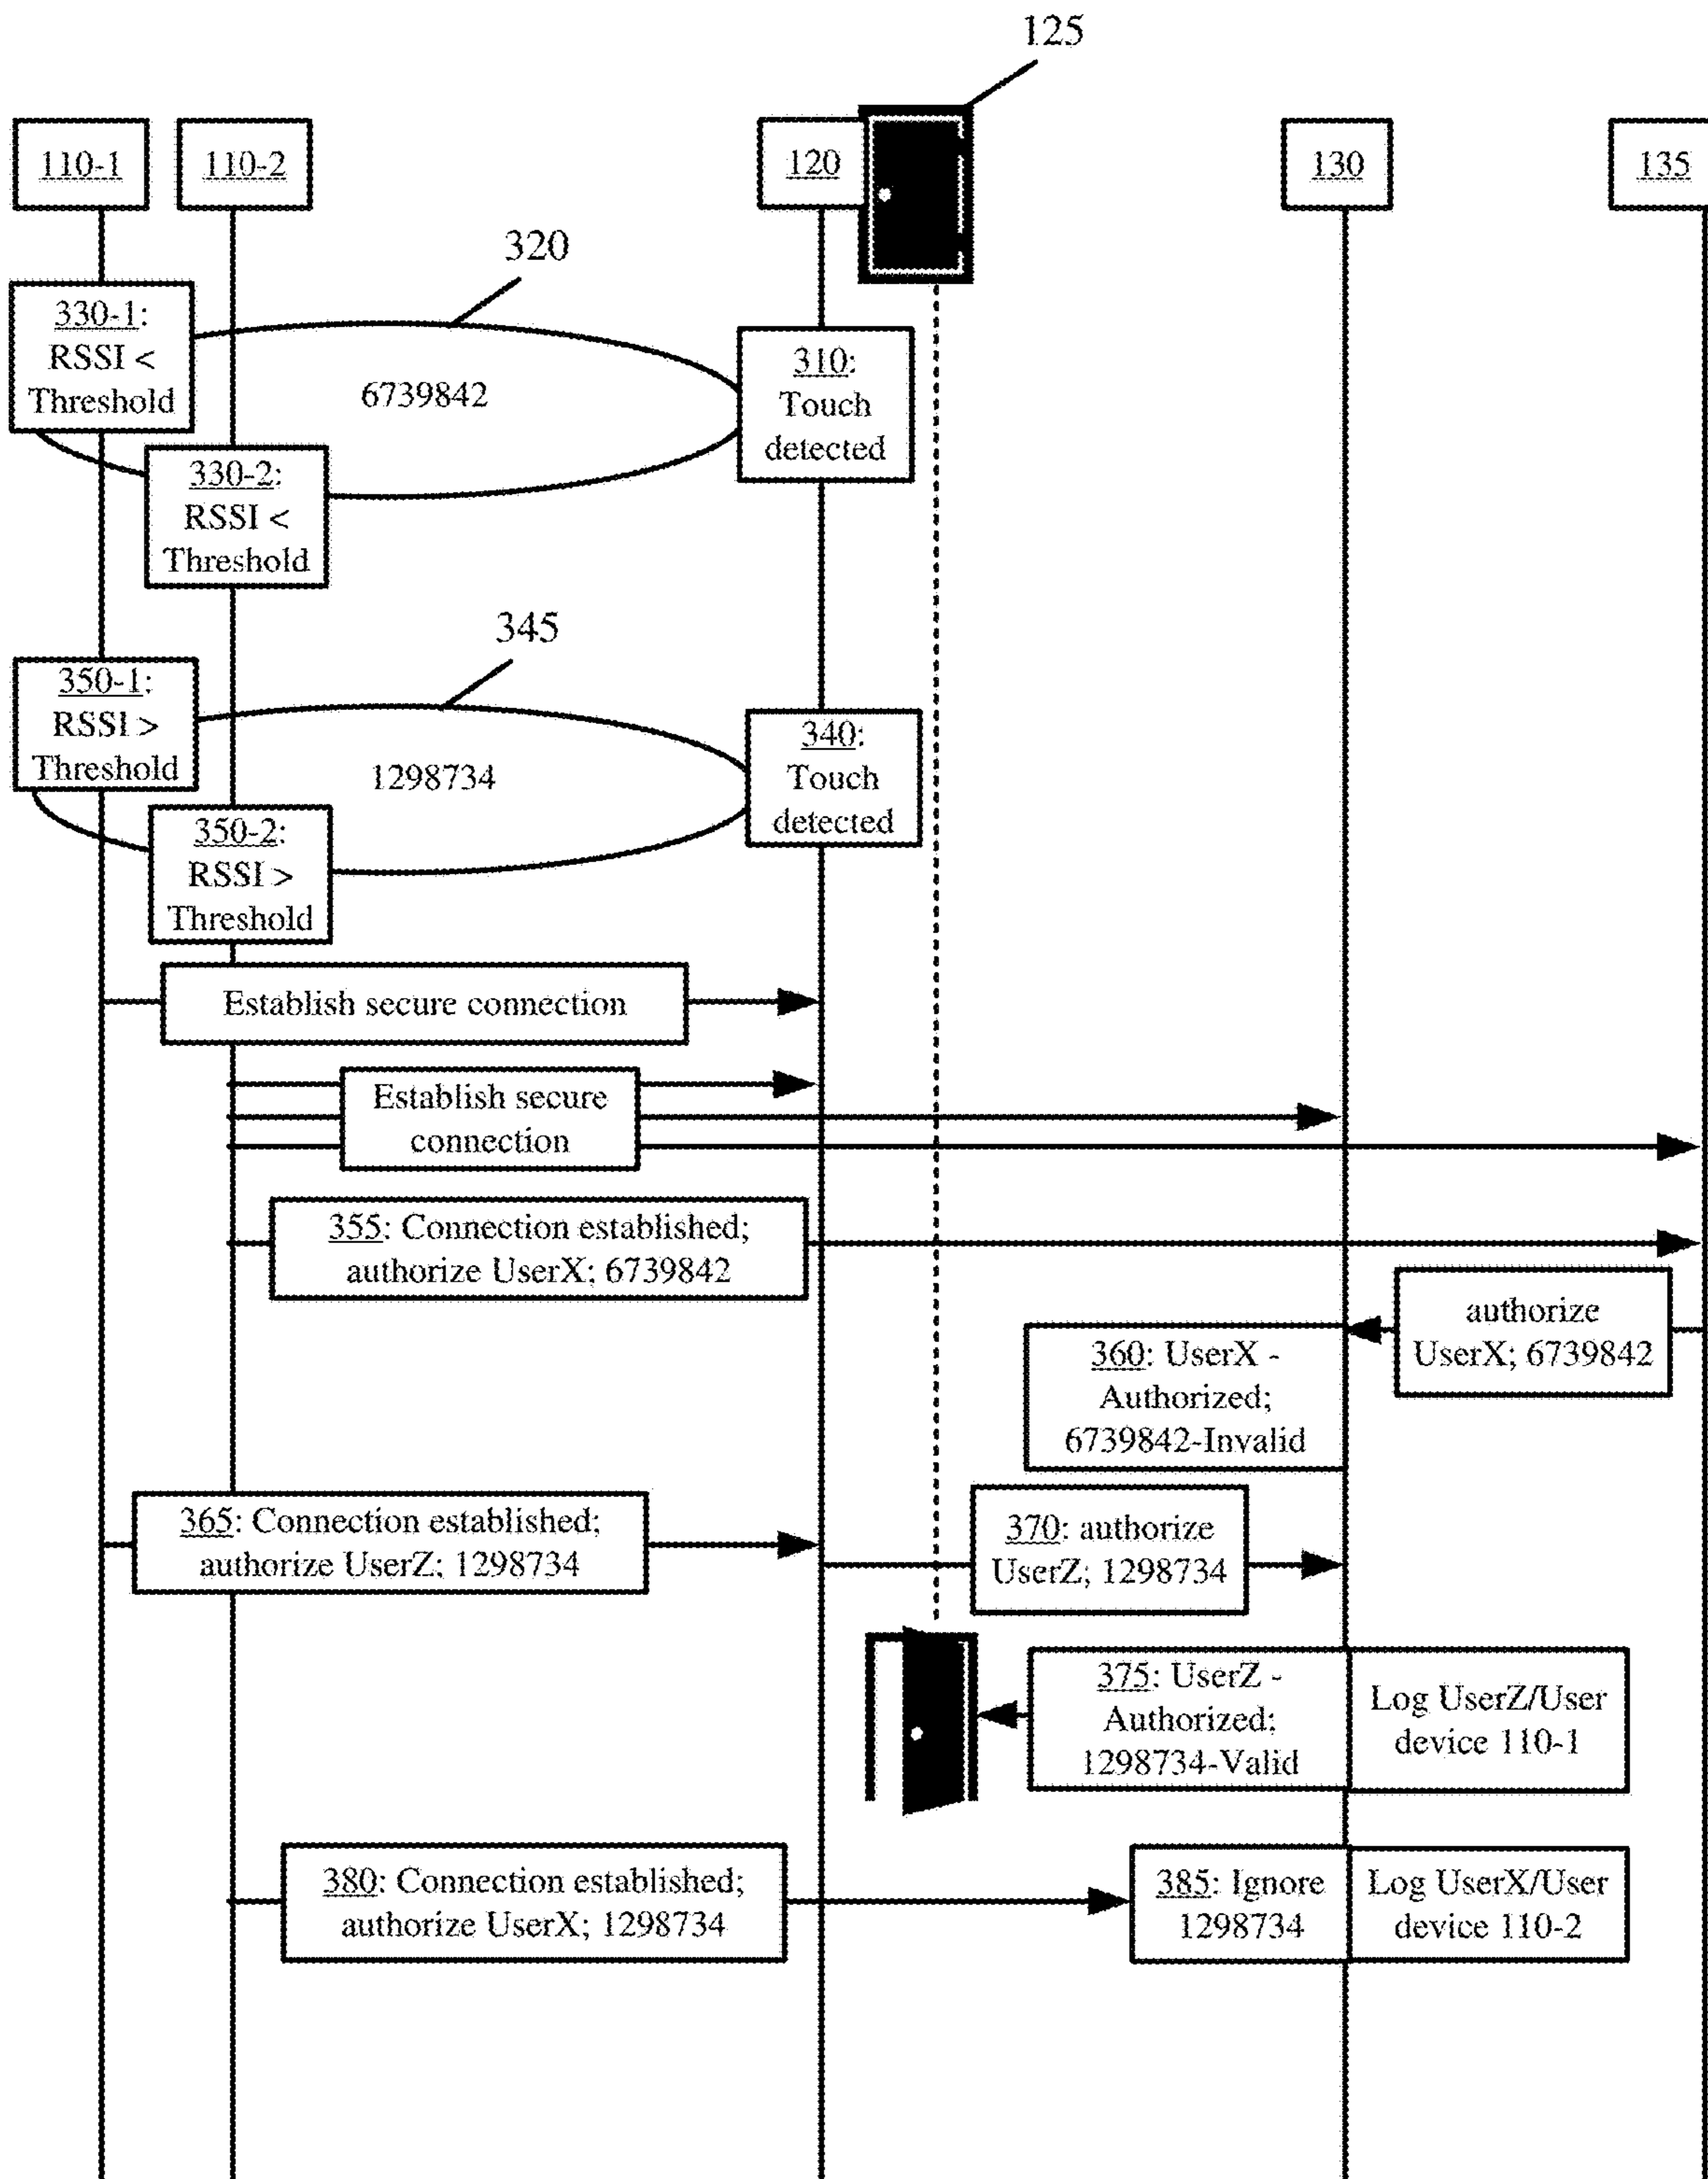 125
110-1
110-2
120
130
135
320
330-1:
RSSI <
Threshold
6739842
310:
Touch
detected
330-2:
RSSI <
Threshold
345
350-1:
RSSI >
Threshold
1298734
340:
Touch
detected
350-2:
RSSI >
Threshold
Establish secure connection
Establish secure
connection
355: Connection established;
authorize UserX; 6739842
authorize
UserX; 6739842
360: UserX -
Authorized;
6739842-Invalid
365: Connection established;
authorize UserZ; 1298734
370: authorize
UserZ; 1298734
375: UserZ -
Authorized;
1298734-Valid
Log UserZ/User
device 110-1
380: Connection established;
authorize UserX; 1298734
385: Ignore
1298734
Log UserX/User
device 110-2